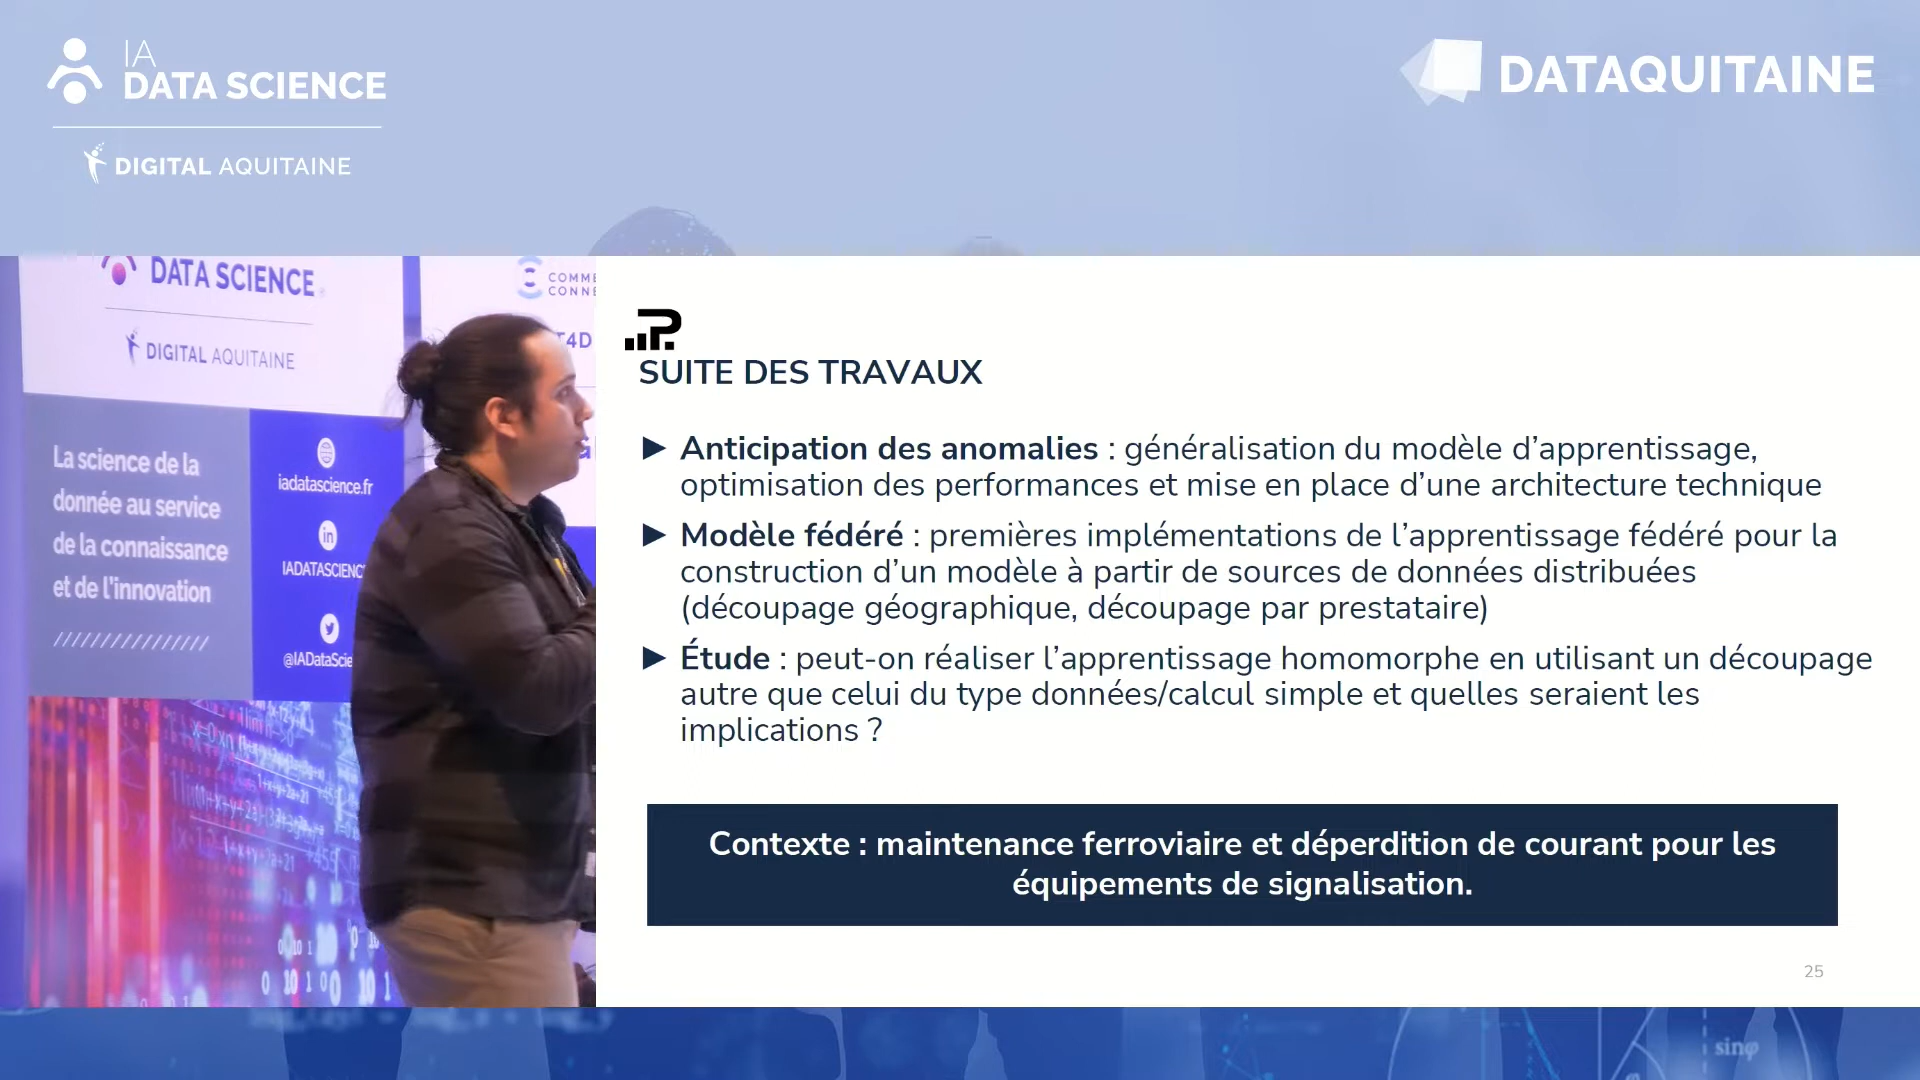 IA
DATA SCIENCE
DIGITAL AQUITAINE
DATAQUITAINE
DATA SCIENCE
DIGITAL AQUITAINE
COMME
CONNE
T4D
La science de la
donnée au service
de la connaissance
et de l'innovation
iadatascience.fr
in
IADATASCIENC
@IADataScie
SUITE DES TRAVAUX
► Anticipation des anomalies : généralisation du modèle d’apprentissage,
optimisation des performances et mise en place d’une architecture technique
► Modèle fédéré : premières implémentations de l’apprentissage fédéré pour la
construction d’un modèle à partir de sources de données distribuées
(découpage géographique, découpage par prestataire)
► Étude : peut-on réaliser l’apprentissage homomorphe en utilisant un découpage
autre que celui du type données/calcul simple et quelles seraient les
implications ?
Contexte : maintenance ferroviaire et déperdition de courant pour les
équipements de signalisation.
25
sinφ